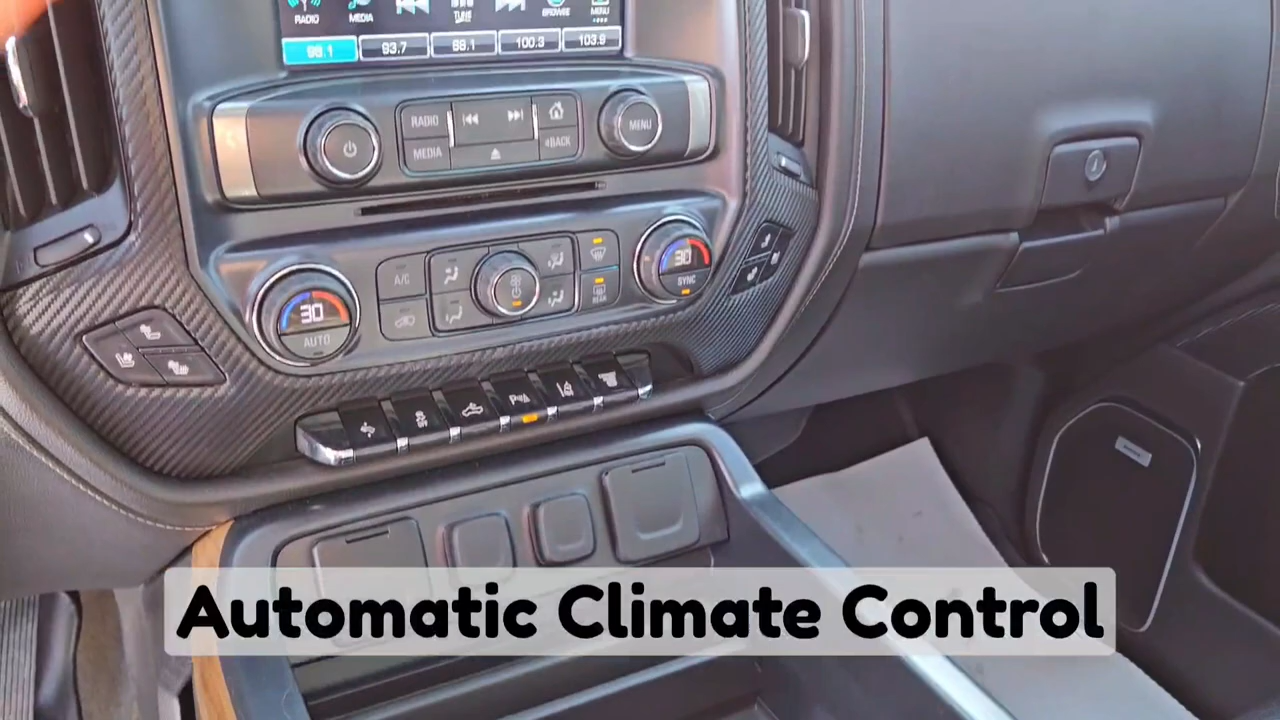 RADIO MEDIA TUNE BROWSE MENU
98.1 93.7 88.1 100.3 103.9
RADIO
MEDIA
BACK
MENU
A/C
REAR
30
AUTO
30
SYNC
Automatic Climate Control